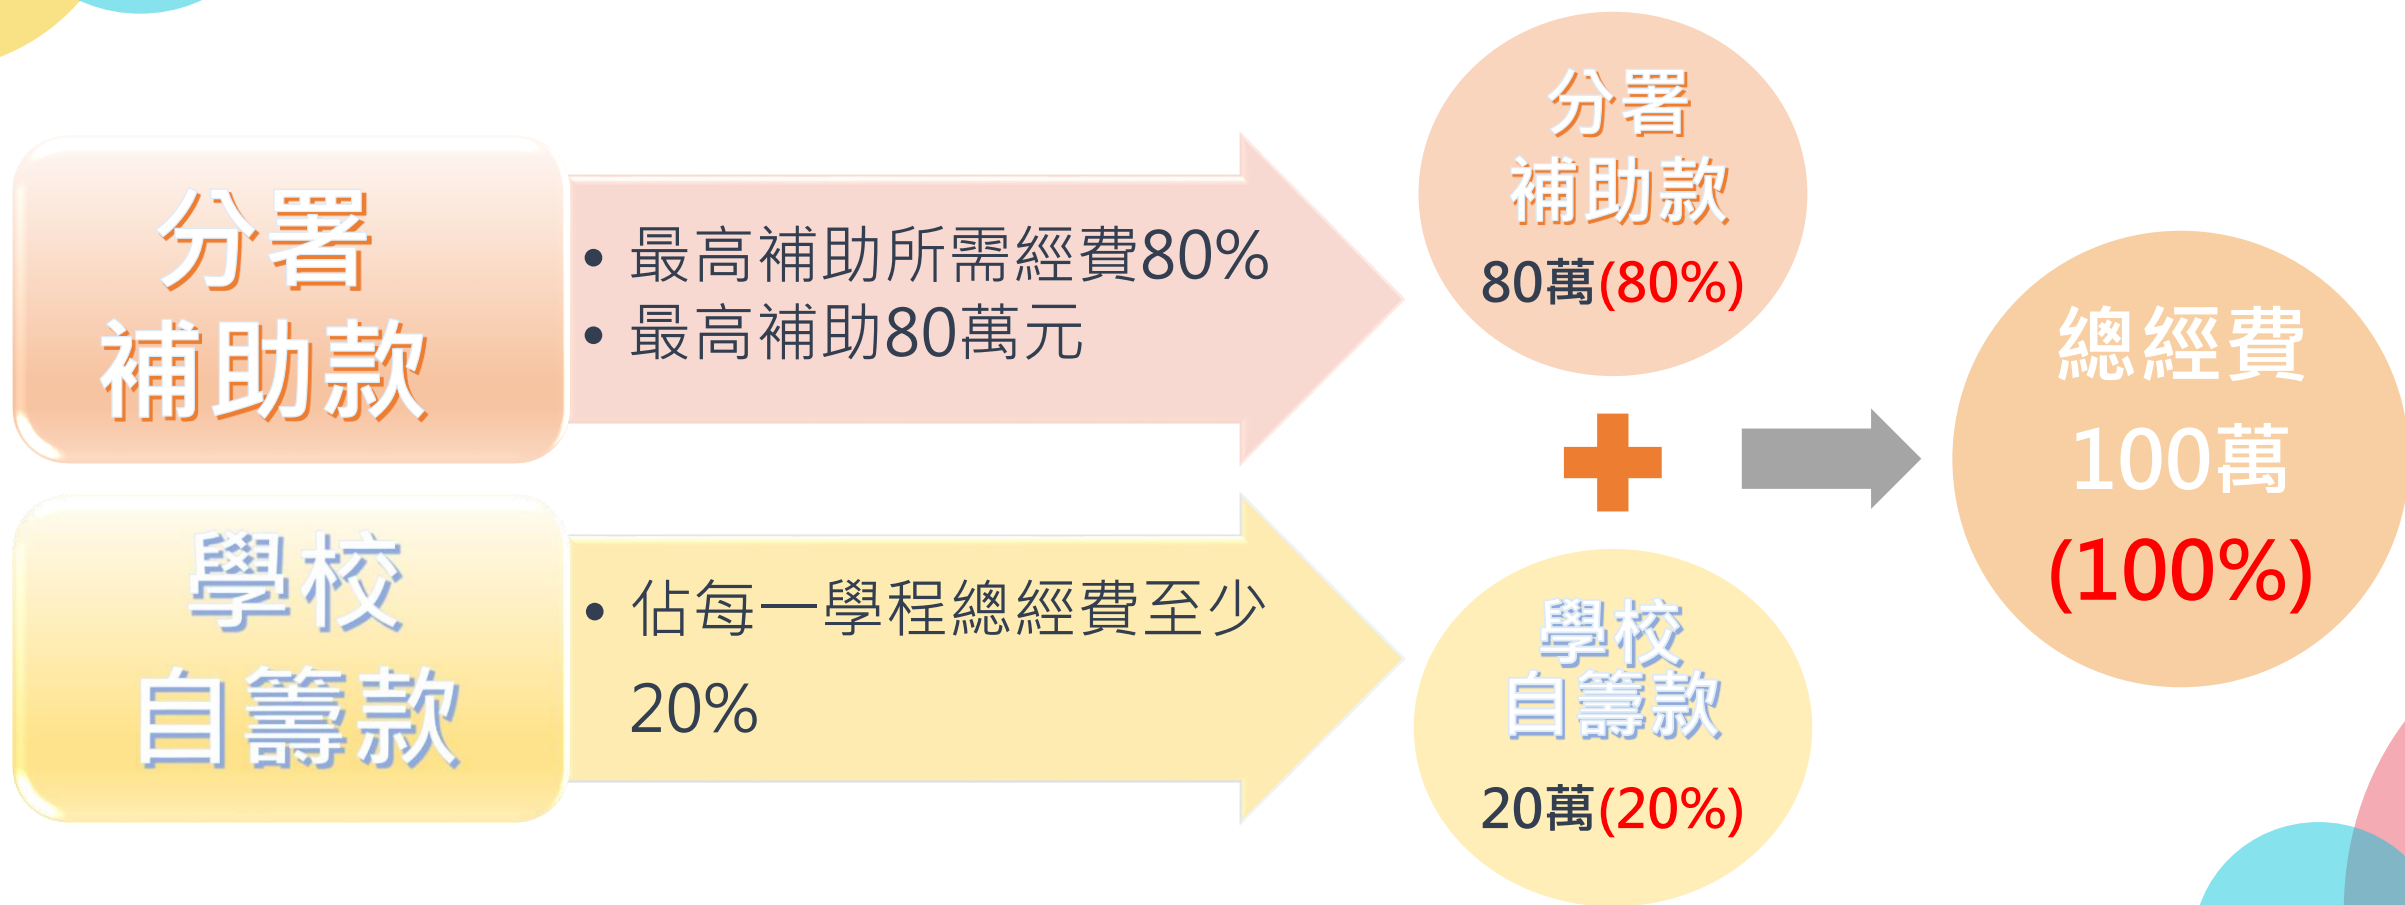 分署
補助款
• 最高補助所需經費80%
• 最高補助80萬元
學校
自籌款
• 佔每一學程總經費至少
20%
分署
補助款
80萬(80%)
學校
自籌款
20萬(20%)
總經費
100萬
(100%)